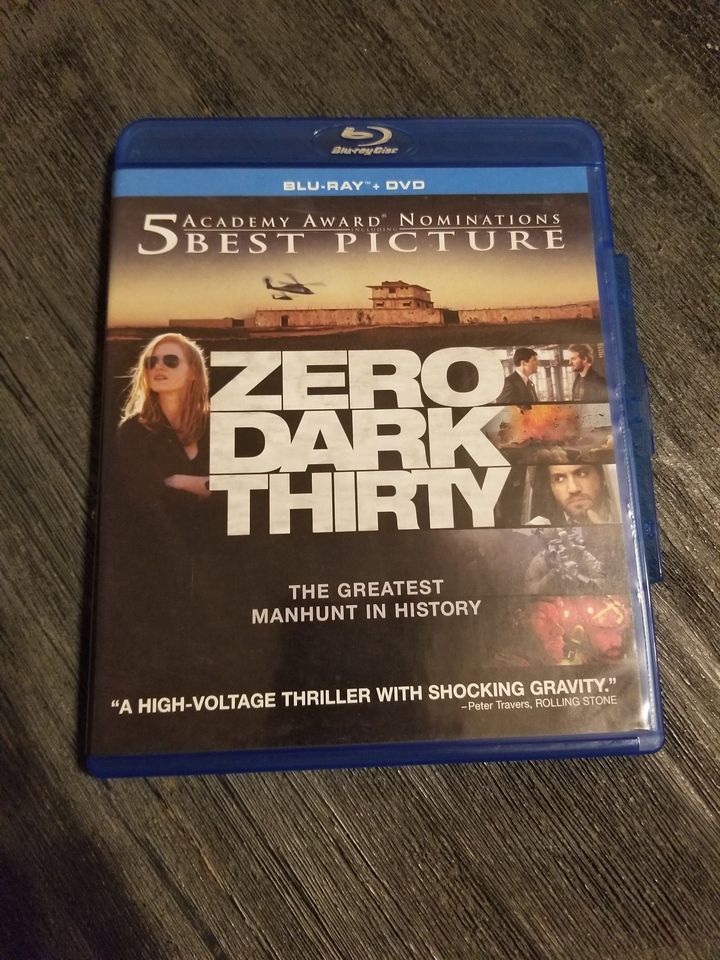 Blu-ray Disc
BLU-RAY™ + DVD
5 ACADEMY AWARD® NOMINATIONS
INCLUDING
BEST PICTURE
ZERO
DARK
THIRTY
THE GREATEST
MANHUNT IN HISTORY
“A HIGH-VOLTAGE THRILLER WITH SHOCKING GRAVITY.”
–Peter Travers, ROLLING STONE